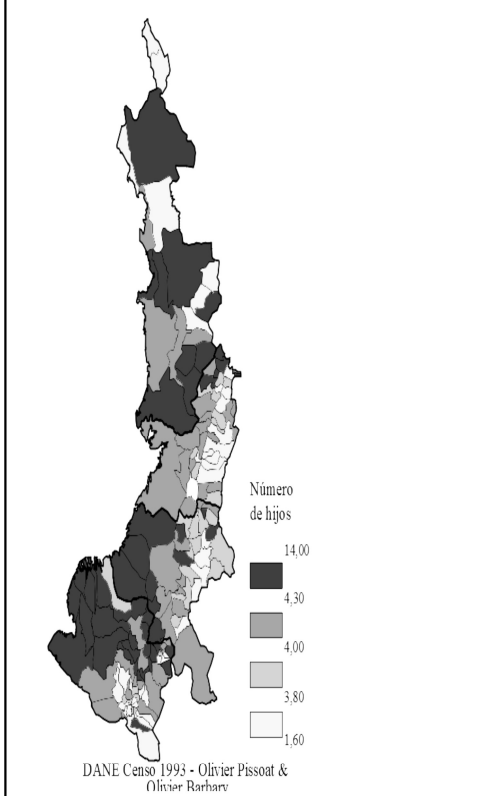 Número
de hijos
14,00
4,30
4,00
3,80
1,60
DANE Censo 1993 - Olivier Pissoat &
Olivier Barbary